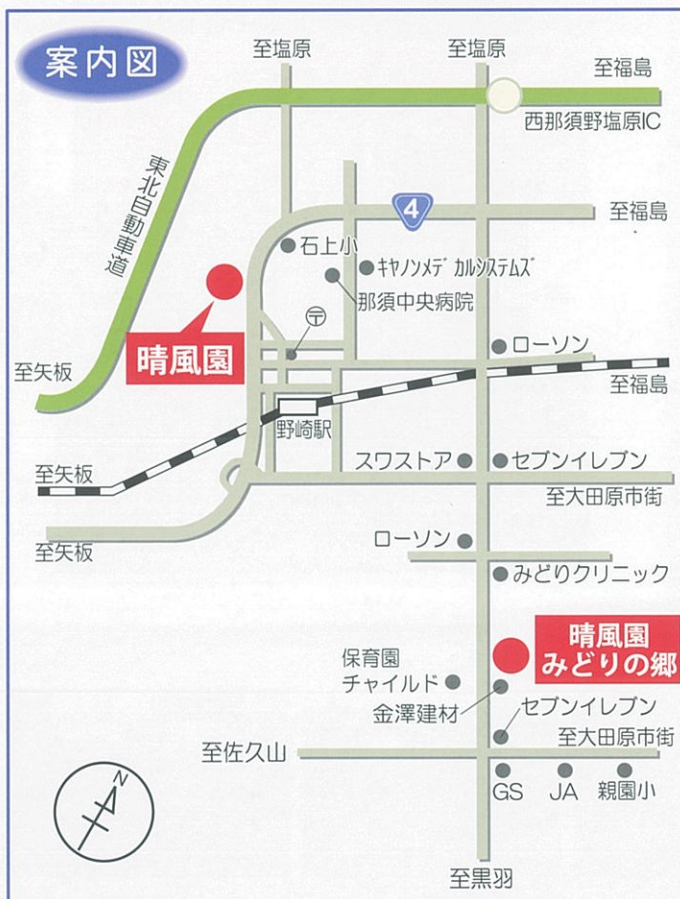 案内図
至塩原
至塩原
至福島
西那須野塩原IC
東北自動車道
4
至福島
石上小
キヤノンメデカルシステムズ
那須中央病院
〒
晴風園
ローソン
至矢板
至福島
野崎駅
スワストア
セブンイレブン
至矢板
至大田原市街
ローソン
至矢板
みどりクリニック
晴風園
みどりの郷
保育園
チャイルド
金澤建材
セブンイレブン
至大田原市街
至佐久山
GS
JA
親園小
N
至黒羽